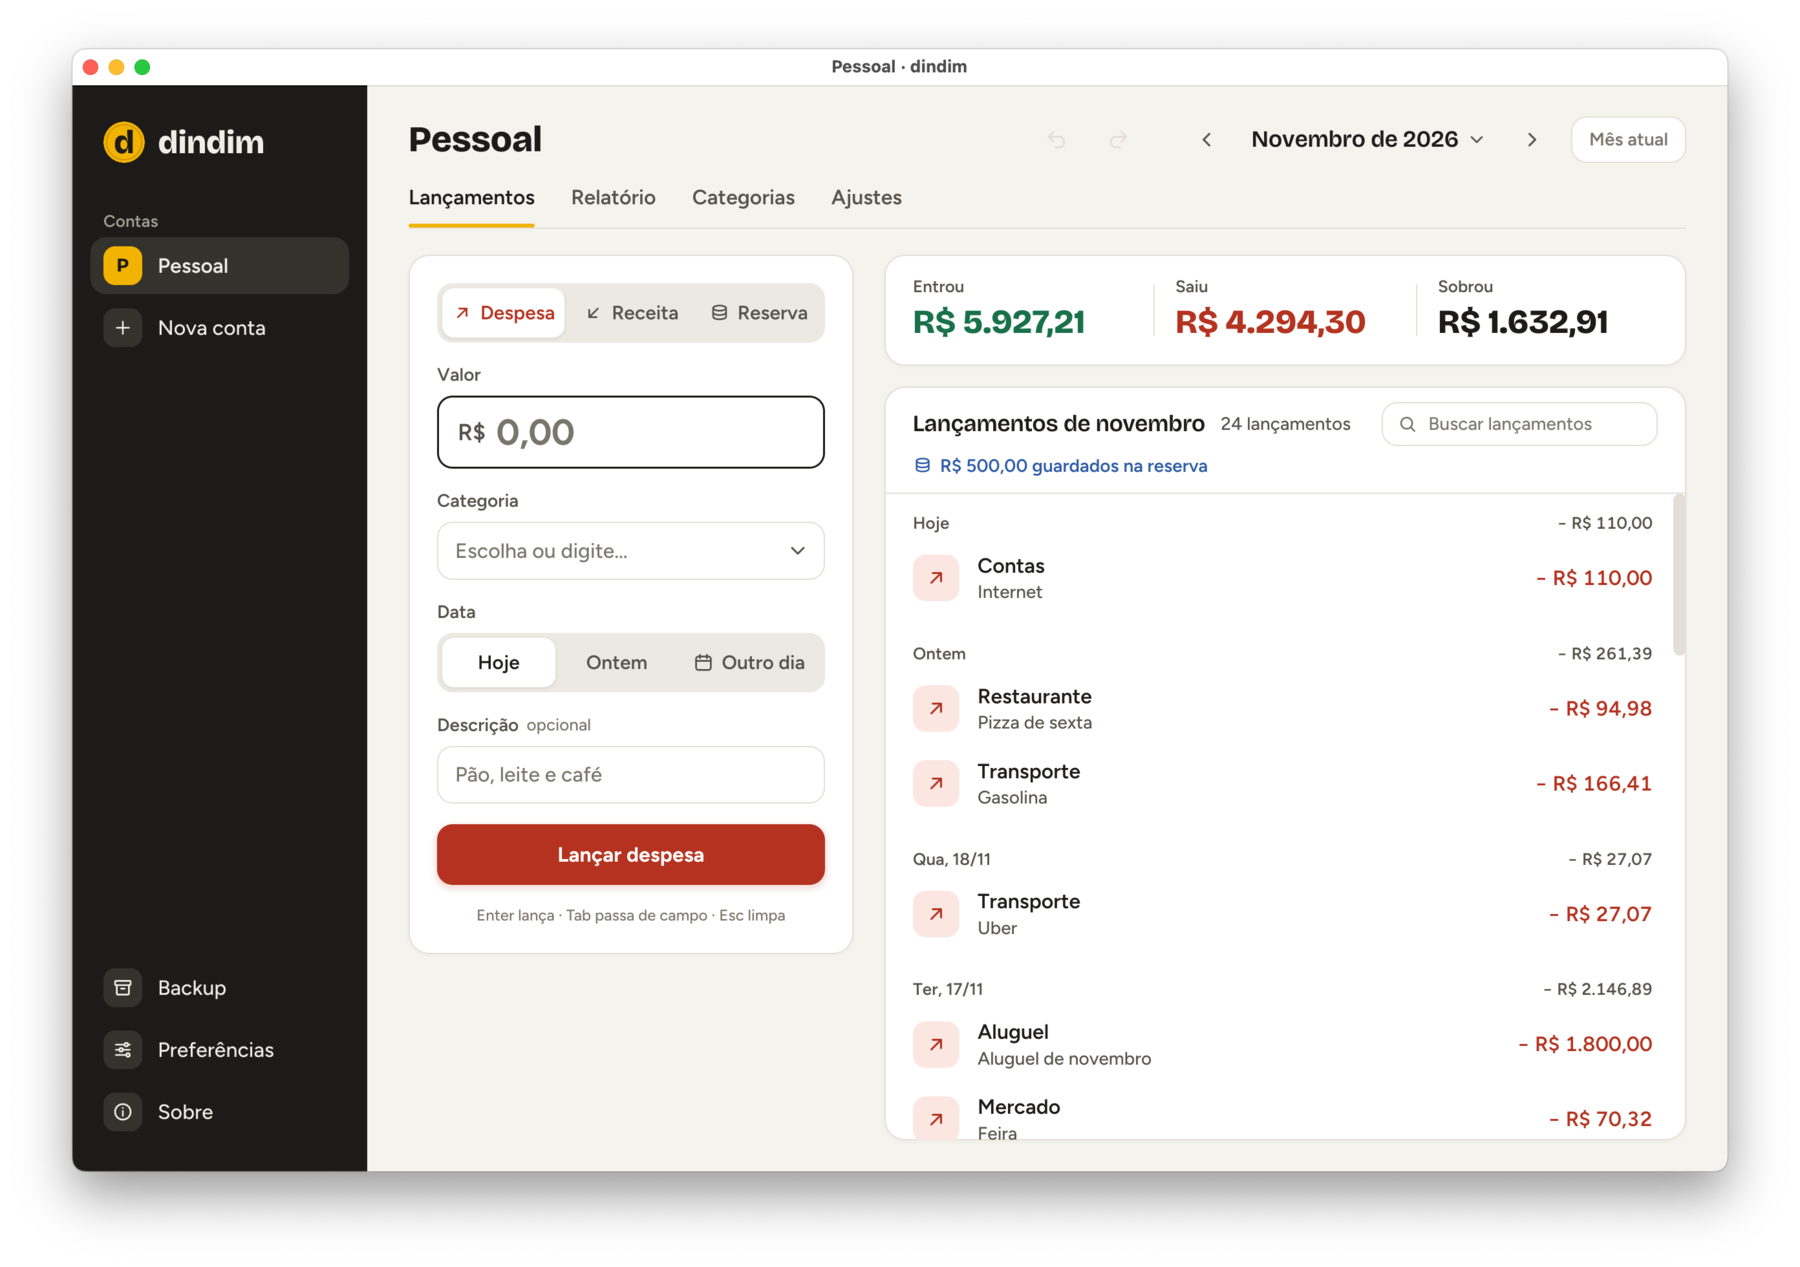 Pessoal · dindim
d dindim
Contas
P Pessoal
Nova conta
Backup
Preferências
Sobre
Pessoal
Novembro de 2026
Mês atual
Lançamentos
Relatório
Categorias
Ajustes
Despesa
Receita
Reserva
Valor
R$ 0,00
Categoria
Escolha ou digite...
Data
Hoje
Ontem
Outro dia
Descrição opcional
Pão, leite e café
Lançar despesa
Enter lança · Tab passa de campo · Esc limpa
Entrou
R$ 5.927,21
Saiu
R$ 4.294,30
Sobrou
R$ 1.632,91
Lançamentos de novembro 24 lançamentos
Buscar lançamentos
R$ 500,00 guardados na reserva
Hoje – R$ 110,00
Contas
Internet
– R$ 110,00
Ontem – R$ 261,39
Restaurante
Pizza de sexta
– R$ 94,98
Transporte
Gasolina
– R$ 166,41
Qua, 18/11 – R$ 27,07
Transporte
Uber
– R$ 27,07
Ter, 17/11 – R$ 2.146,89
Aluguel
Aluguel de novembro
– R$ 1.800,00
Mercado
Feira
– R$ 70,32